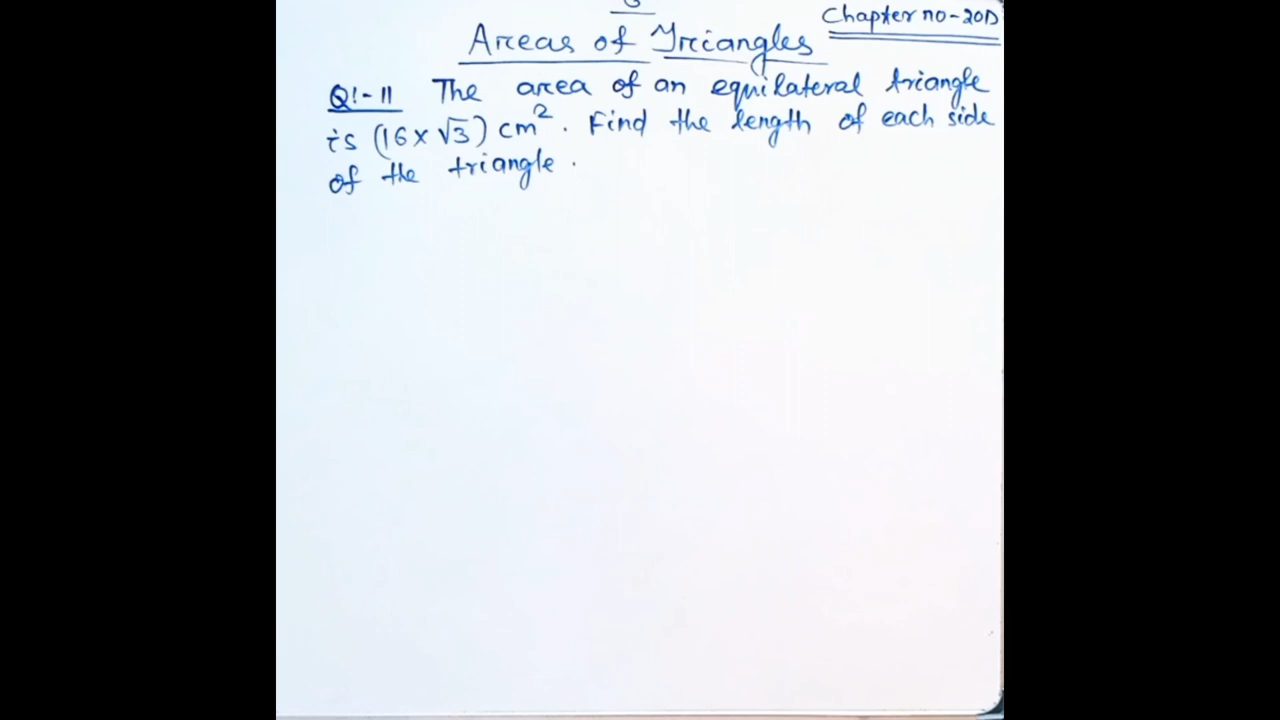 Chapter no-20D
Areas of Triangles
Q1-11 The area of an equilateral triangle
is (16 × √3) cm². Find the length of each side
of the triangle.